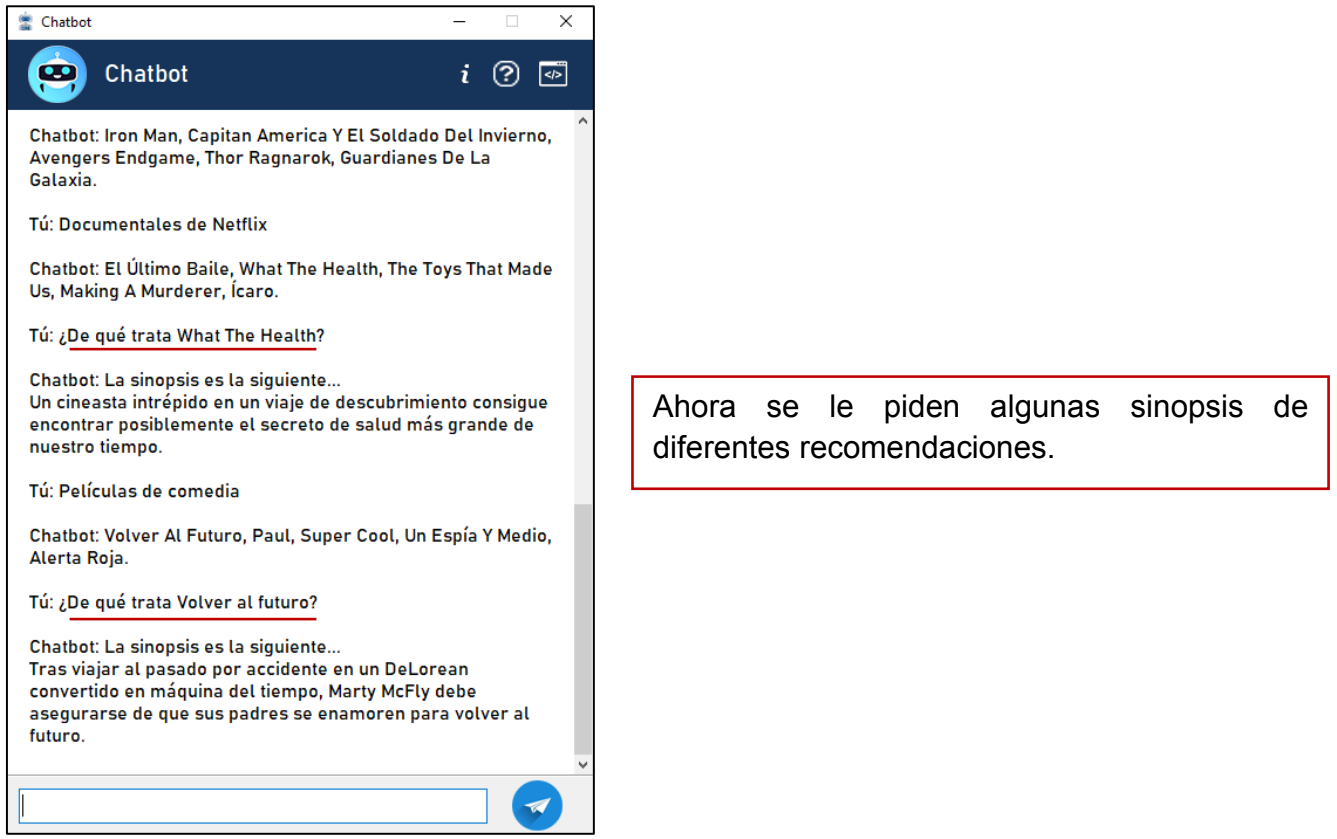 Chatbot
Chatbot
i ? </>
Chatbot: Iron Man, Capitan America Y El Soldado Del Invierno,
Avengers Endgame, Thor Ragnarok, Guardianes De La
Galaxia.
Tú: Documentales de Netflix
Chatbot: El Último Baile, What The Health, The Toys That Made
Us, Making A Murderer, Ícaro.
Tú: ¿De qué trata What The Health?
Chatbot: La sinopsis es la siguiente...
Un cineasta intrépido en un viaje de descubrimiento consigue
encontrar posiblemente el secreto de salud más grande de
nuestro tiempo.
Tú: Películas de comedia
Chatbot: Volver Al Futuro, Paul, Super Cool, Un Espía Y Medio,
Alerta Roja.
Tú: ¿De qué trata Volver al futuro?
Chatbot: La sinopsis es la siguiente...
Tras viajar al pasado por accidente en un DeLorean
convertido en máquina del tiempo, Marty McFly debe
asegurarse de que sus padres se enamoren para volver al
futuro.
Ahora se le piden algunas sinopsis de
diferentes recomendaciones.